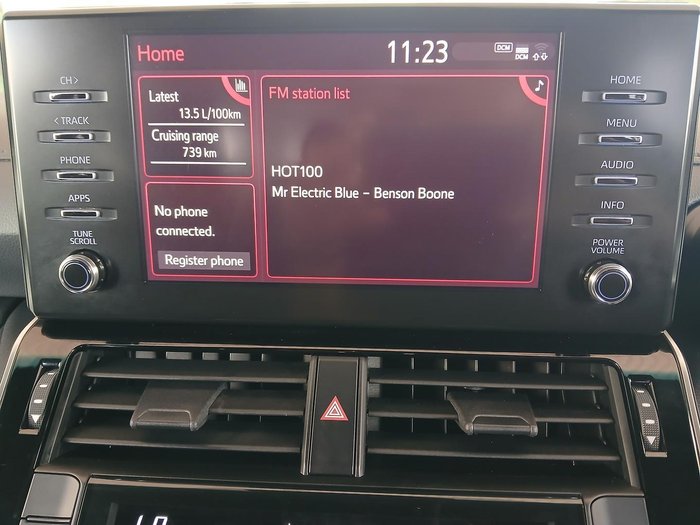 Home
11:23
DCM
DCM
Latest
13.5 L/100km
Cruising range
739 km
No phone
connected.
Register phone
FM station list
HOT100
Mr Electric Blue – Benson Boone
CH >
< TRACK
PHONE
APPS
TUNE
SCROLL
HOME
MENU
AUDIO
INFO
POWER
VOLUME